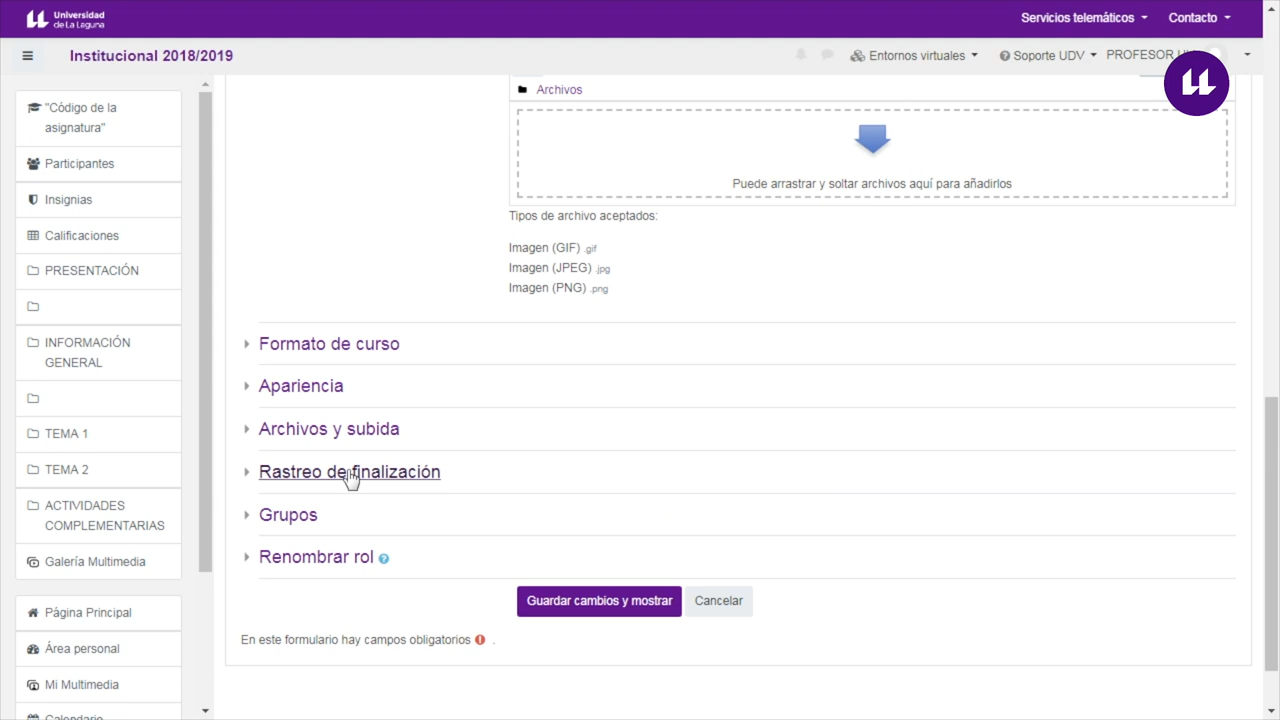 Universidad
de La Laguna
Servicios telemáticos
Contacto
Institucional 2018/2019
Entornos virtuales
Soporte UDV
PROFESOR
"Código de la
asignatura"
Participantes
Insignias
Calificaciones
PRESENTACIÓN
INFORMACIÓN
GENERAL
TEMA 1
TEMA 2
ACTIVIDADES
COMPLEMENTARIAS
Galería Multimedia
Página Principal
Área personal
Mi Multimedia
Calendario
Archivos
Puede arrastrar y soltar archivos aquí para añadirlos
Tipos de archivo aceptados:
Imagen (GIF) .gif
Imagen (JPEG) .jpg
Imagen (PNG) .png
Formato de curso
Apariencia
Archivos y subida
Rastreo de finalización
Grupos
Renombrar rol
Guardar cambios y mostrar
Cancelar
En este formulario hay campos obligatorios .